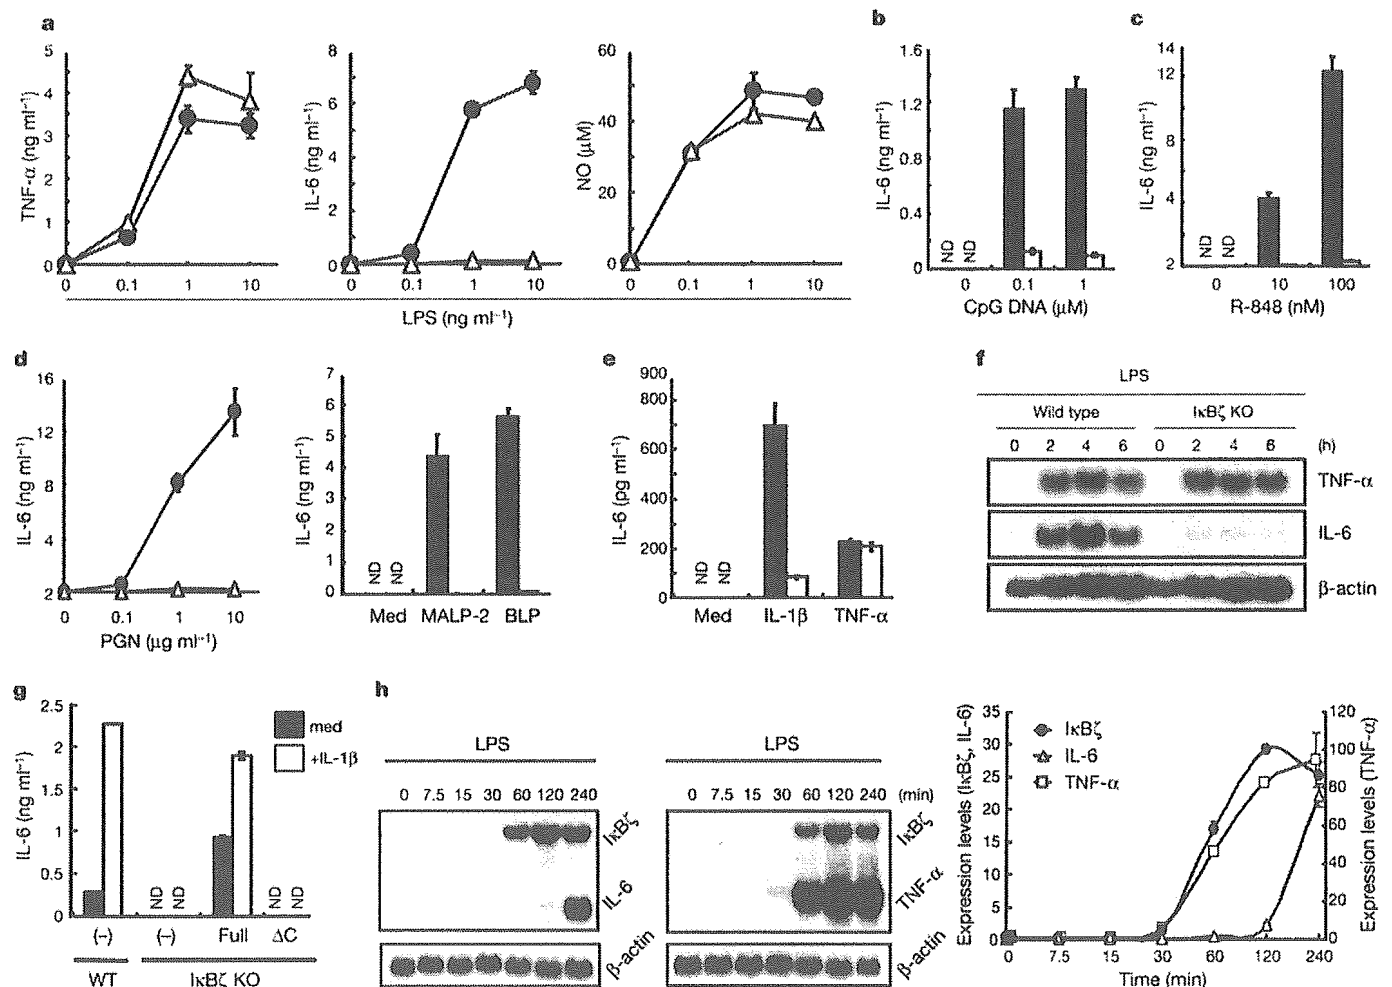 a
TNF-α (ng ml⁻¹)
5
4
3
2
1
0
0 0.1 1 10
IL-6 (ng ml⁻¹)
8
6
4
2
0
0 0.1 1 10
NO (μM)
60
40
20
0
0 0.1 1 10
LPS (ng ml⁻¹)
b
IL-6 (ng ml⁻¹)
1.6
1.2
0.8
0.4
0
ND ND
0 0.1 1
CpG DNA (μM)
c
IL-6 (ng ml⁻¹)
14
12
8
4
2
ND ND
0 10 100
R-848 (nM)
d
IL-6 (ng ml⁻¹)
16
12
8
4
2
0 0.1 1 10
PGN (μg ml⁻¹)
IL-6 (ng ml⁻¹)
7
6
5
4
3
2
1
0
ND ND
Med MALP-2 BLP
e
IL-6 (pg ml⁻¹)
900
800
600
400
200
0
ND ND
Med IL-1β TNF-α
f
LPS
Wild type IκBζ KO
0 2 4 6 0 2 4 6 (h)
TNF-α
IL-6
β-actin
g
IL-6 (ng ml⁻¹)
2.5
2
1.5
1
0.5
0
med
+IL-1β
ND ND ND ND
(–) (–) Full ΔC
WT IκBζ KO
h
LPS
0 7.5 15 30 60 120 240 (min)
IκBζ
IL-6
β-actin
LPS
0 7.5 15 30 60 120 240 (min)
IκBζ
TNF-α
β-actin
Expression levels (IκBζ, IL-6)
35
30
25
20
15
10
5
0
IκBζ
IL-6
TNF-α
120
100
80
60
40
20
0
Expression levels (TNF-α)
0 7.5 15 30 60 120 240
Time (min)